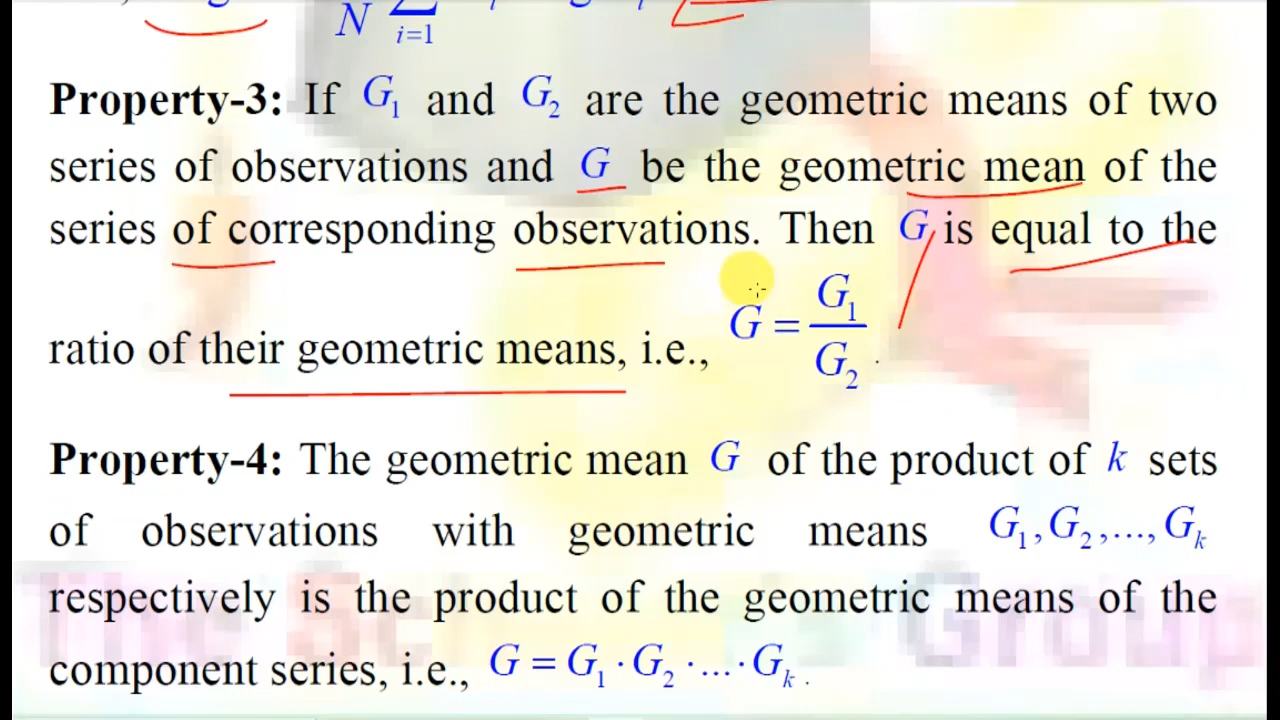 N i=1
Property-3: If G₁ and G₂ are the geometric means of two
series of observations and G be the geometric mean of the
series of corresponding observations. Then G is equal to the
ratio of their geometric means, i.e., G = G₁/G₂ .
Property-4: The geometric mean G of the product of k sets
of observations with geometric means G₁, G₂, ..., Gₖ
respectively is the product of the geometric means of the
component series, i.e., G = G₁ · G₂ · ... · Gₖ .